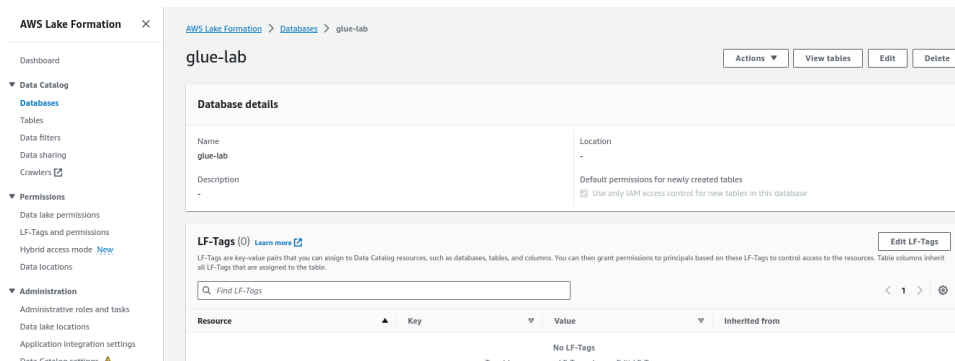 AWS Lake Formation
Dashboard
Data Catalog
Databases
Tables
Data filters
Data sharing
Crawlers
Permissions
Data lake permissions
LF-Tags and permissions
Hybrid access mode New
Data locations
Administration
Administrative roles and tasks
Data lake locations
Application integration settings
Data Catalog settings
AWS Lake Formation > Databases > glue-lab
glue-lab
Actions View tables Edit Delete
Database details
Name
glue-lab
Description
-
Location
-
Default permissions for newly created tables
Use only IAM access control for new tables in this database
LF-Tags (0) Learn more
Edit LF-Tags
LF-Tags are key-value pairs that you can assign to Data Catalog resources, such as databases, tables, and columns. You can then grant permissions to principals based on these LF-Tags to control access to the resources. Table columns inherit
all LF-Tags that are assigned to the table.
Find LF-Tags
< 1 >
Resource Key Value Inherited from
No LF-Tags